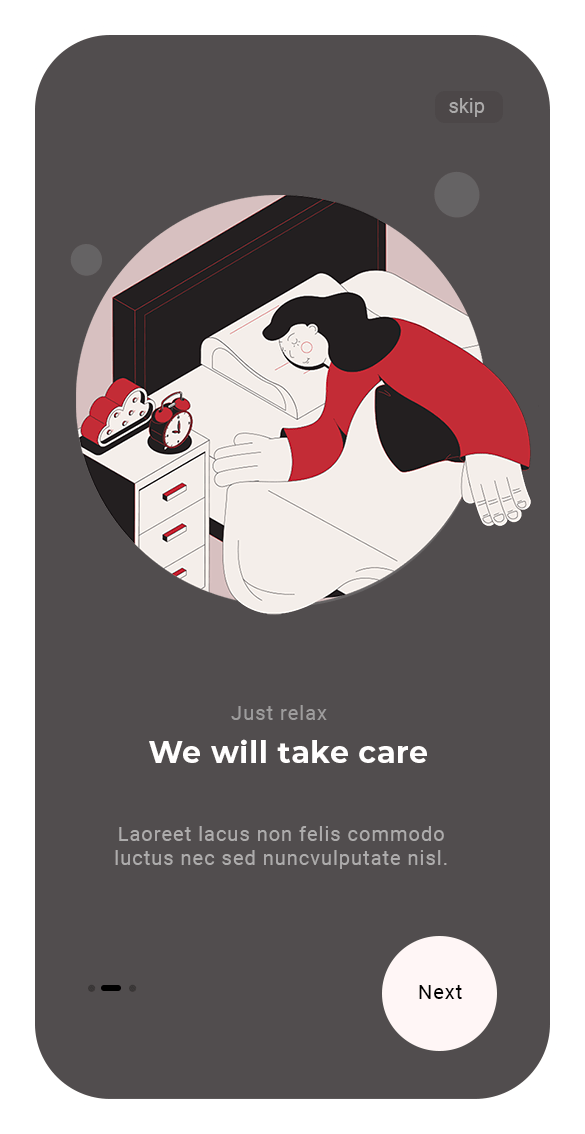 skip
Just relax
We will take care
Laoreet lacus non felis commodo
luctus nec sed nuncvulputate nisl.
Next